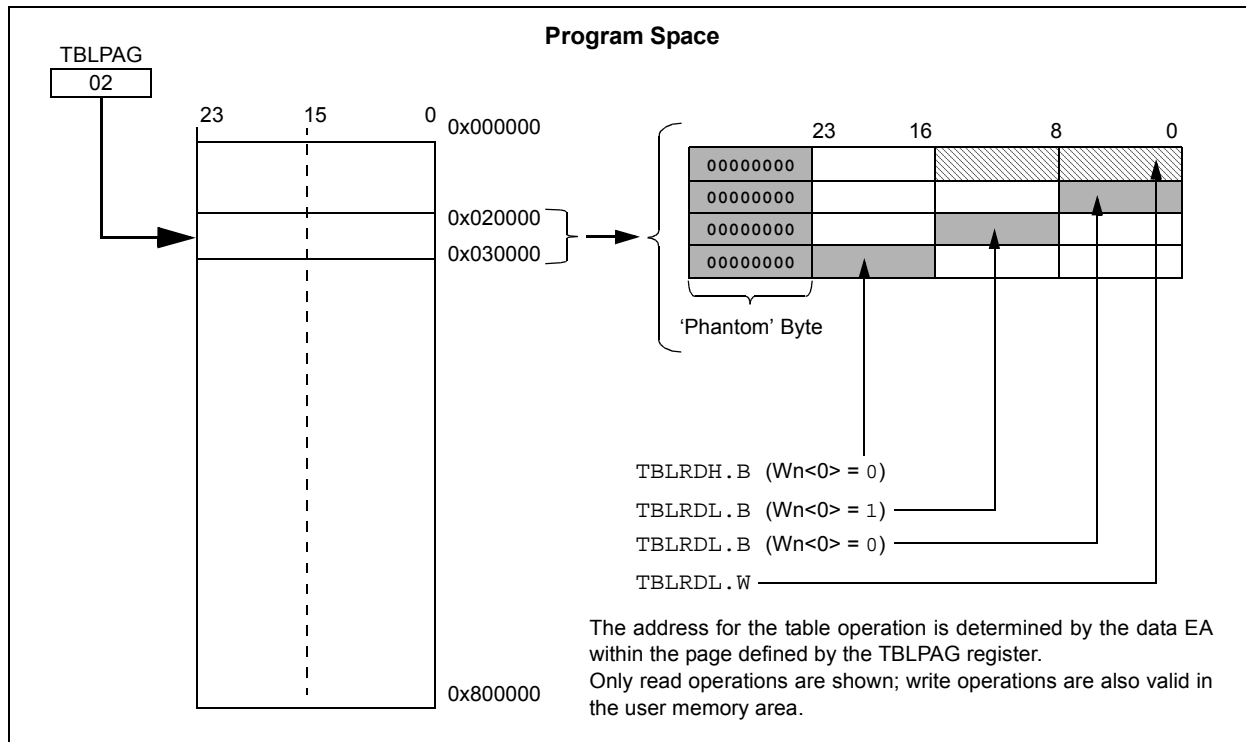 Program Space
TBLPAG
02
23 15 0
0x000000
0x020000
0x030000
0x800000
23 16 8 0
00000000
00000000
00000000
00000000
‘Phantom’ Byte
TBLRDH.B (Wn<0> = 0)
TBLRDL.B (Wn<0> = 1)
TBLRDL.B (Wn<0> = 0)
TBLRDL.W
The address for the table operation is determined by the data EA
within the page defined by the TBLPAG register.
Only read operations are shown; write operations are also valid in
the user memory area.